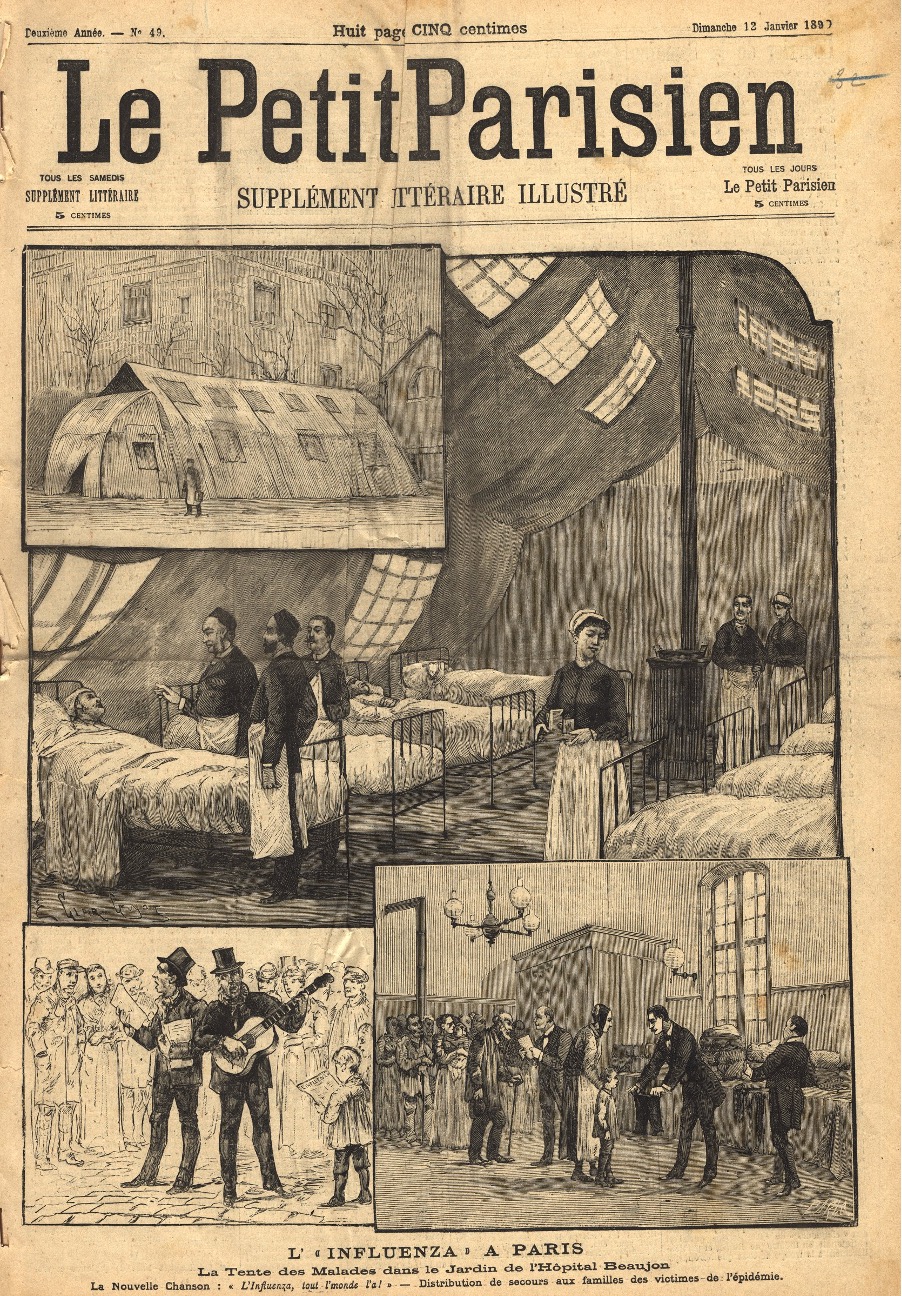 Deuxième Année. — Nº 49.
Huit page CINQ centimes
Dimanche 12 Janvier 1890
Le Petit Parisien
TOUS LES SAMEDIS
SUPPLÉMENT LITTÉRAIRE
5 CENTIMES
SUPPLÉMENT ITTÉRAIRE ILLUSTRÉ
TOUS LES JOURS
Le Petit Parisien
5 CENTIMES
L' « INFLUENZA » A PARIS
La Tente des Malades dans le Jardin de l'Hôpital Beaujon
La Nouvelle Chanson : « L'Influenza, tout l'monde l'a! » — Distribution de secours aux familles des victimes de l'épidémie.